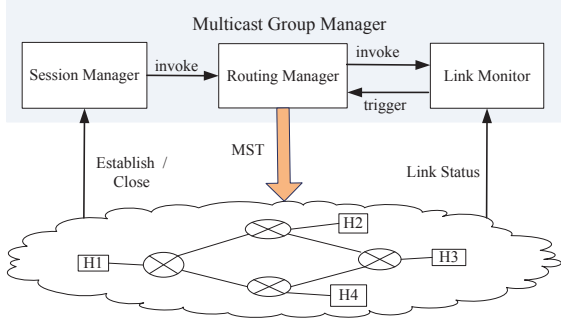 Multicast Group Manager
Session Manager
invoke
Routing Manager
invoke
trigger
Link Monitor
Establish /
Close
MST
Link Status
H1
H2
H3
H4